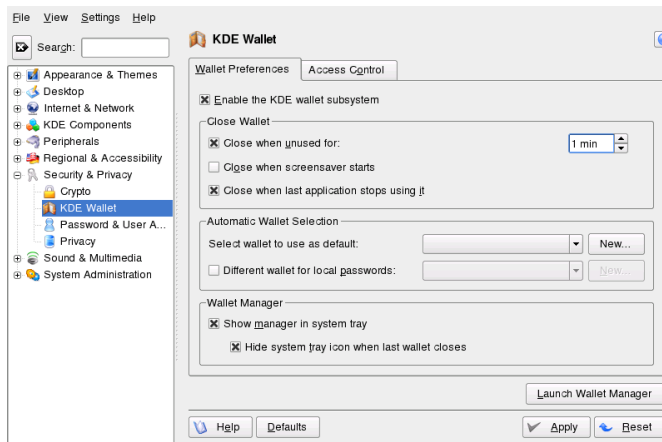 File View Settings Help
Search:
Appearance & Themes
Desktop
Internet & Network
KDE Components
Peripherals
Regional & Accessibility
Security & Privacy
Crypto
KDE Wallet
Password & User A...
Privacy
Sound & Multimedia
System Administration
KDE Wallet
Wallet Preferences Access Control
Enable the KDE wallet subsystem
Close Wallet
Close when unused for: 1 min
Close when screensaver starts
Close when last application stops using it
Automatic Wallet Selection
Select wallet to use as default: New...
Different wallet for local passwords: New...
Wallet Manager
Show manager in system tray
Hide system tray icon when last wallet closes
Launch Wallet Manager
Help Defaults Apply Reset